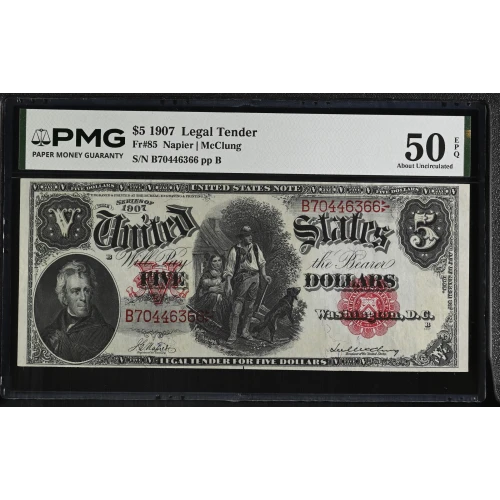 PMG
PAPER MONEY GUARANTY
$5 1907 Legal Tender
Fr#85 Napier | McClung
S/N B70446366 pp B
50 EPQ
About Uncirculated
UNITED STATES NOTE
SERIES OF
1907
V
B70446366
5
United States
B
Will Pay
the Bearer
FIVE
DOLLARS
B70446366
Washington, D.C.
B
LEGAL TENDER FOR FIVE DOLLARS